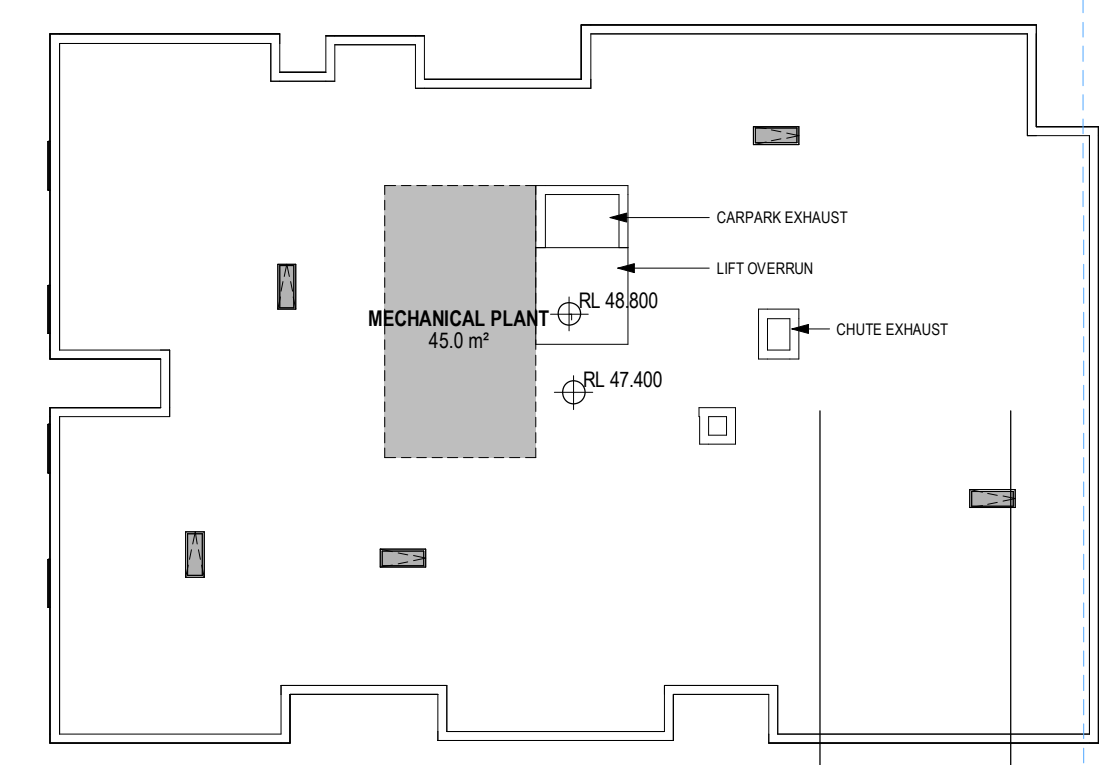 CARPARK EXHAUST
LIFT OVERRUN
RL 48.800
MECHANICAL PLANT
45.0 m²
CHUTE EXHAUST
RL 47.400